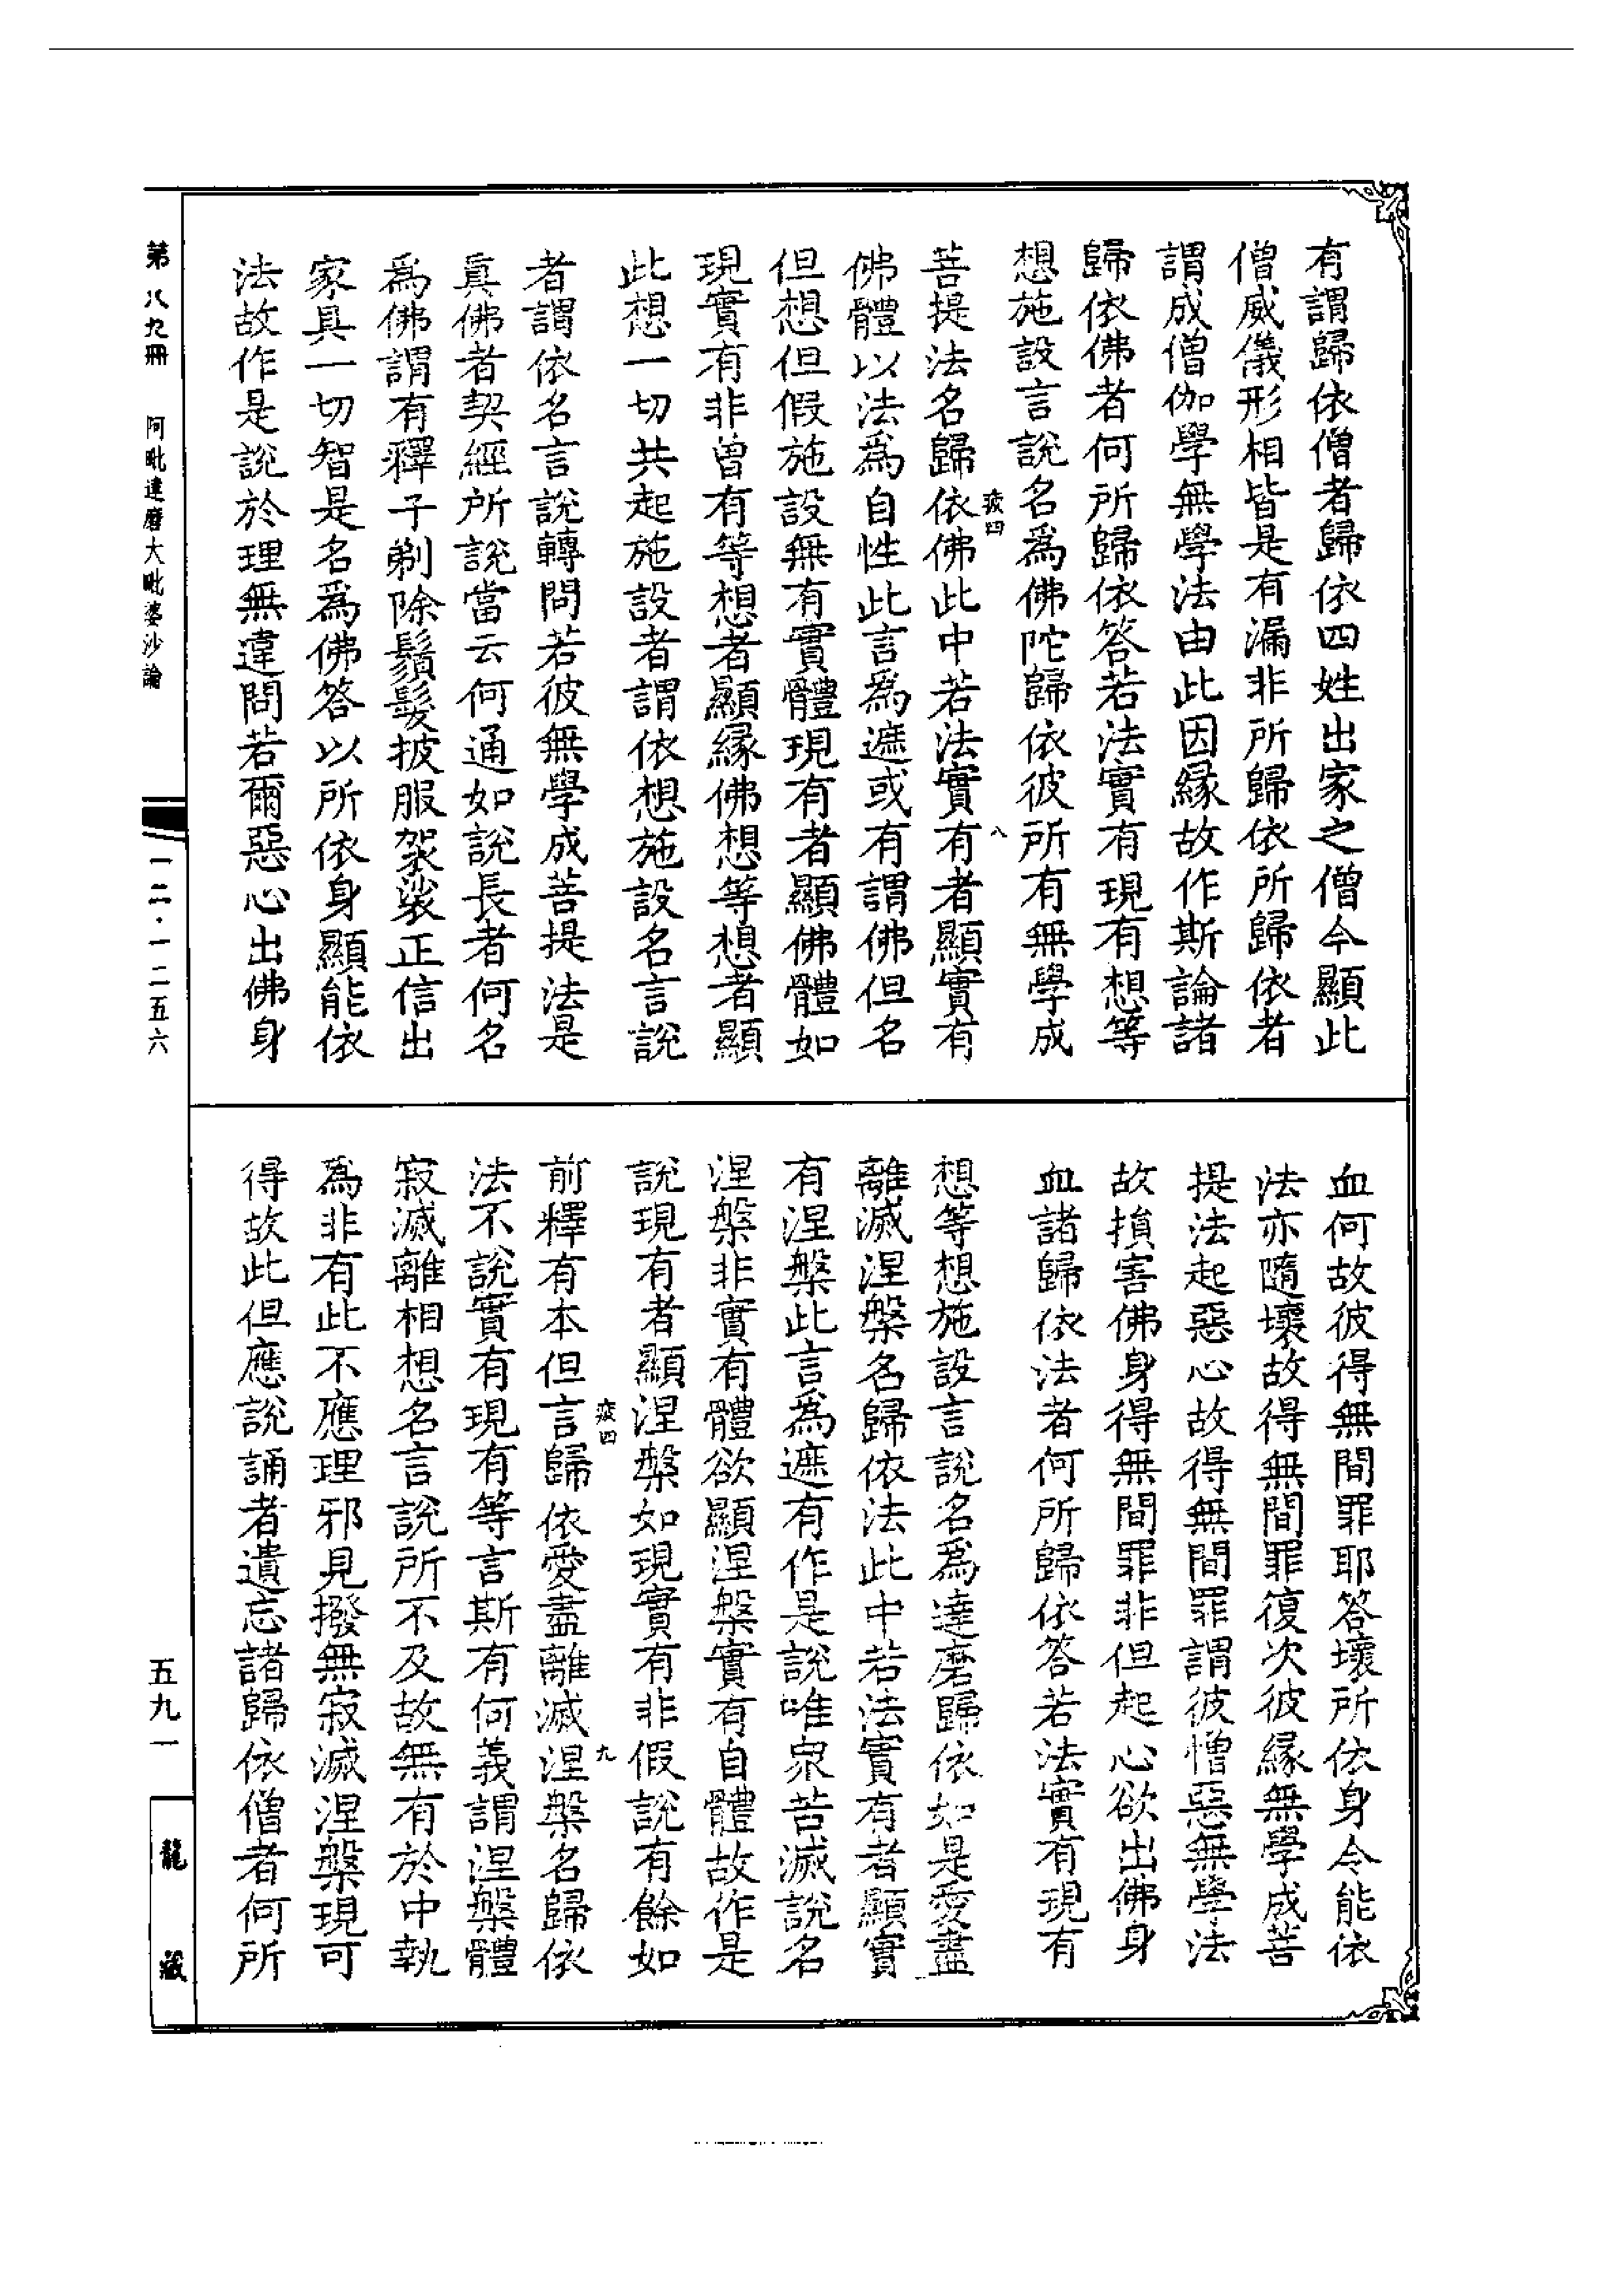 有謂歸依僧者歸依四姓出家之僧今顯此
僧威儀形相皆是有漏非所歸依所歸依者
謂成僧伽學無學法由此因緣故作斯論諸
歸依佛者何所歸依答若法實有現有想等
想施設言說名爲佛陀歸依彼所有無學成
菩提法名歸依佛此中若法實有者顯實有
佛體以法爲自性此言爲遮或有謂佛但名
但想但假施設無有實體現有者顯佛體如
現實有非曾有等想者顯緣佛想等想者顯
此想一切共起施設者謂依想施設名言說
者謂依名言說轉問若彼無學成菩提法是
眞佛者契經所說當云何通如說長者何名
爲佛謂有釋子剃除鬚髮披服袈裟正信出
家具一切智是名爲佛答以所依身顯能依
法故作是說於理無違問若爾惡心出佛身
疲四
八
血何故彼得無間罪耶答壞所依身令能依
法亦隨壞故得無間罪復次彼緣無學成菩
提法起惡心故得無間罪謂彼憎惡無學法
故損害佛身得無間罪非但起心欲出佛身
血諸歸依法者何所歸依答若法實有現有
想等想施設言說名爲達磨歸依如是愛盡
離滅涅槃名歸依法此中若法實有者顯實
有涅槃此言爲遮有作是說唯衆苦滅說名
涅槃非實有體欲顯涅槃實有自體故作是
說現有者顯涅槃如現實有非假說有餘如
前釋有本但言歸依愛盡離滅涅槃名歸依
法不說實有現有等言斯有何義謂涅槃體
寂滅離相想名言說所不及故無有於中執
爲非有此不應理邪見撥無寂滅涅槃現可
得故此但應說誦者遺忘諸歸依僧者何所
疲四
九
第八九冊 阿毗達磨大毗婆沙論
一二·一二五六
五九一
龍藏